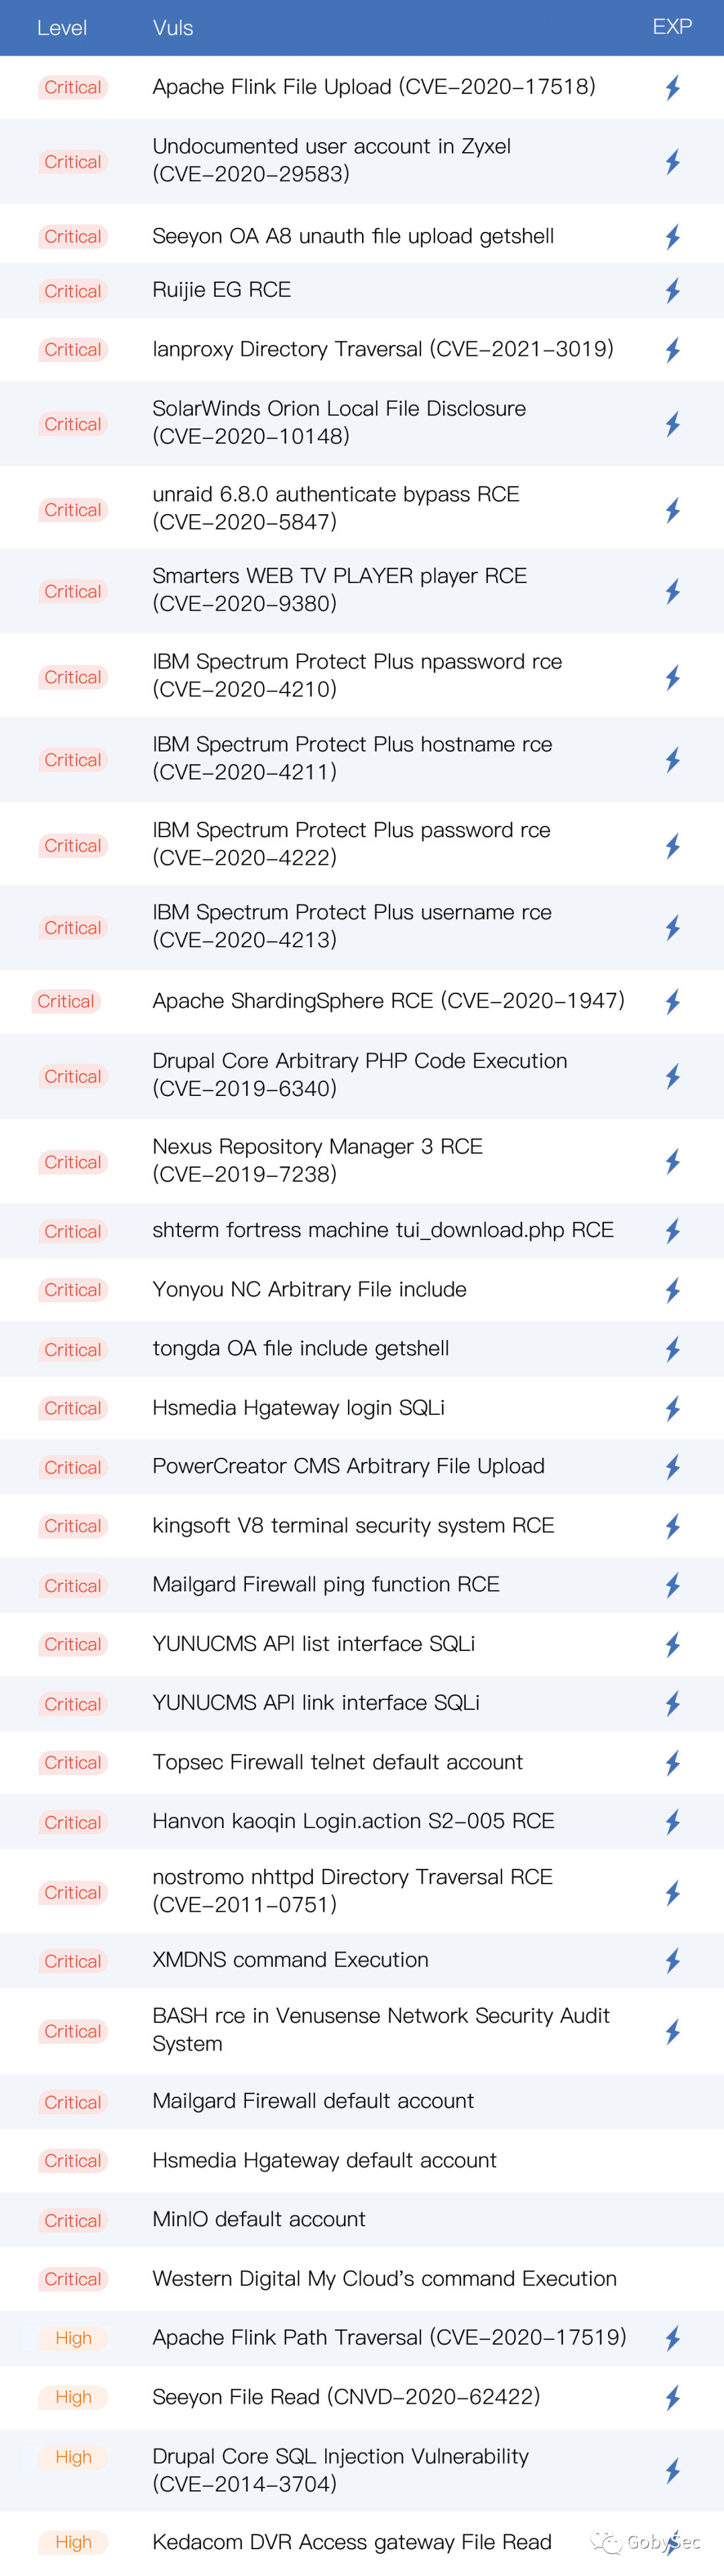 Level Vuls EXP
Critical Apache Flink File Upload (CVE-2020-17518)
Critical Undocumented user account in Zyxel
(CVE-2020-29583)
Critical Seeyon OA A8 unauth file upload getshell
Critical Ruijie EG RCE
Critical lanproxy Directory Traversal (CVE-2021-3019)
Critical SolarWinds Orion Local File Disclosure
(CVE-2020-10148)
Critical unraid 6.8.0 authenticate bypass RCE
(CVE-2020-5847)
Critical Smarters WEB TV PLAYER player RCE
(CVE-2020-9380)
Critical IBM Spectrum Protect Plus npassword rce
(CVE-2020-4210)
Critical IBM Spectrum Protect Plus hostname rce
(CVE-2020-4211)
Critical IBM Spectrum Protect Plus password rce
(CVE-2020-4222)
Critical IBM Spectrum Protect Plus username rce
(CVE-2020-4213)
Critical Apache ShardingSphere RCE (CVE-2020-1947)
Critical Drupal Core Arbitrary PHP Code Execution
(CVE-2019-6340)
Critical Nexus Repository Manager 3 RCE
(CVE-2019-7238)
Critical shterm fortress machine tui_download.php RCE
Critical Yonyou NC Arbitrary File include
Critical tongda OA file include getshell
Critical Hsmedia Hgateway login SQLi
Critical PowerCreator CMS Arbitrary File Upload
Critical kingsoft V8 terminal security system RCE
Critical Mailgard Firewall ping function RCE
Critical YUNUCMS API list interface SQLi
Critical YUNUCMS API link interface SQLi
Critical Topsec Firewall telnet default account
Critical Hanvon kaoqin Login.action S2-005 RCE
Critical nostromo nhttpd Directory Traversal RCE
(CVE-2011-0751)
Critical XMDNS command Execution
Critical BASH rce in Venusense Network Security Audit
System
Critical Mailgard Firewall default account
Critical Hsmedia Hgateway default account
Critical MinIO default account
Critical Western Digital My Cloud's command Execution
High Apache Flink Path Traversal (CVE-2020-17519)
High Seeyon File Read (CNVD-2020-62422)
High Drupal Core SQL Injection Vulnerability
(CVE-2014-3704)
High Kedacom DVR Access gateway File Read
GobySec